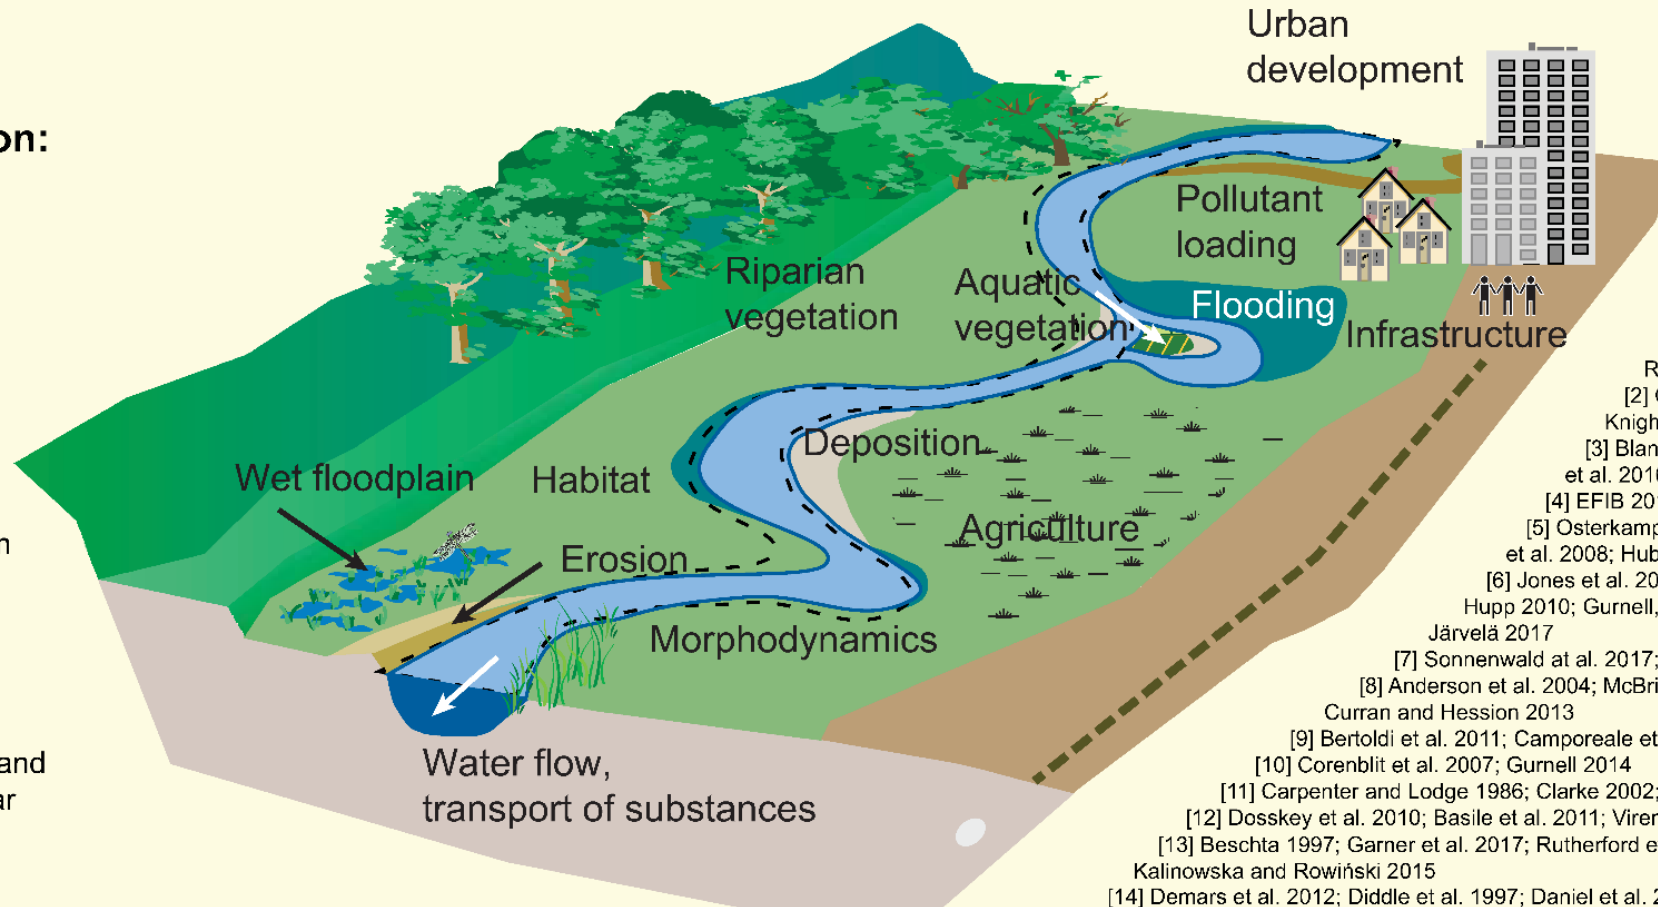 Urban
development
on:
Pollutant
loading
Riparian
vegetation
Aquatic
vegetation
Flooding
Infrastructure
Deposition
Wet floodplain
Habitat
Agriculture
Erosion
Morphodynamics
Water flow,
transport of substances
n
and
ar
R
[2]
Knigh
[3] Blan
et al. 2010
[4] EFIB 201
[5] Osterkamp
et al. 2008; Hub
[6] Jones et al. 20
Hupp 2010; Gurnell,
Järvelä 2017
[7] Sonnenwald at al. 2017;
[8] Anderson et al. 2004; McBri
Curran and Hession 2013
[9] Bertoldi et al. 2011; Camporeale et
[10] Corenblit et al. 2007; Gurnell 2014
[11] Carpenter and Lodge 1986; Clarke 2002;
[12] Dosskey et al. 2010; Basile et al. 2011; Viren
[13] Beschta 1997; Garner et al. 2017; Rutherford e
Kalinowska and Rowiński 2015
[14] Demars et al. 2012; Diddle et al. 1997; Daniel et al. 2